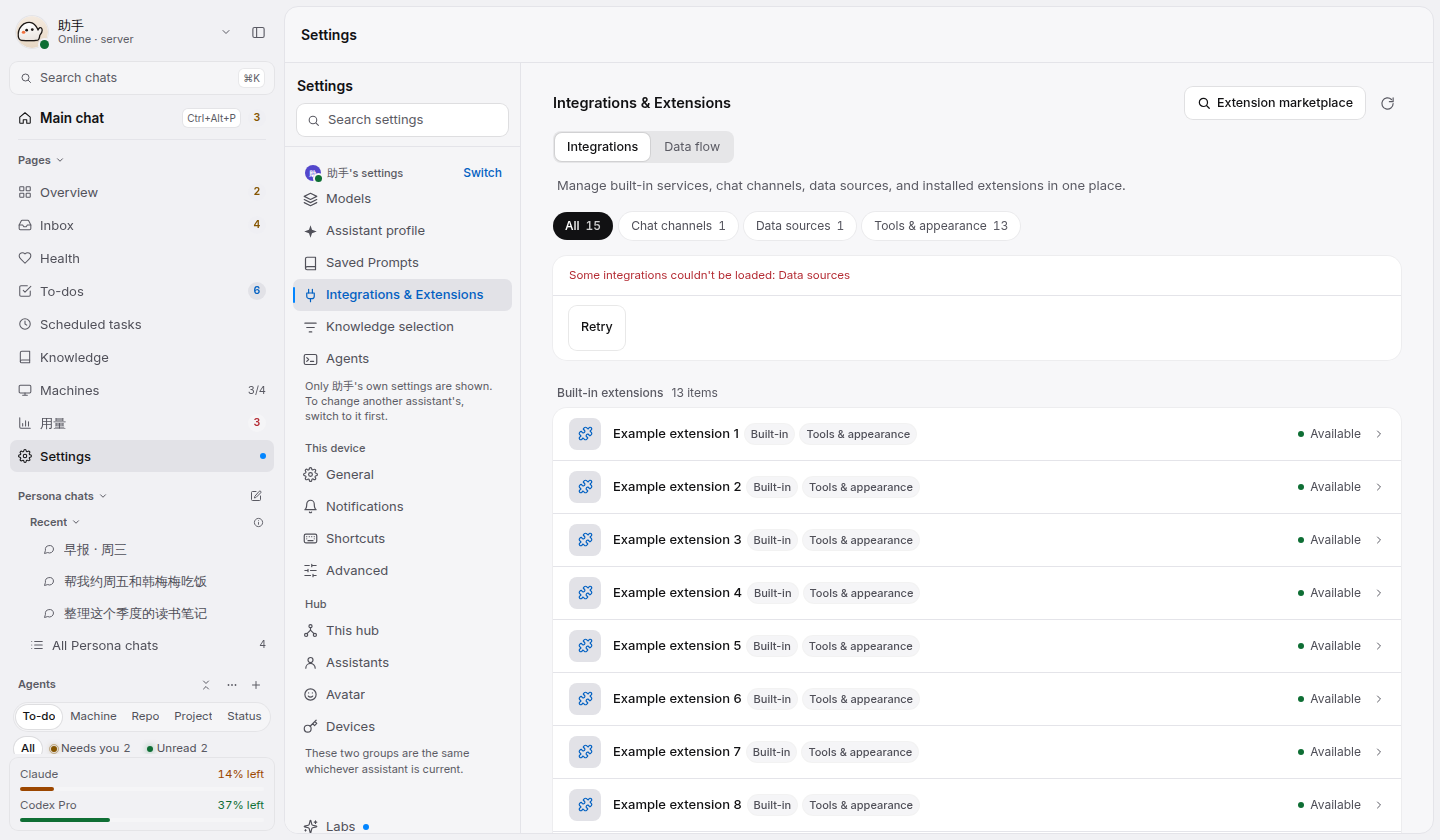 助手
Online · server
Search chats ⌘K
Main chat Ctrl+Alt+P 3
Pages
Overview 2
Inbox 4
Health
To-dos 6
Scheduled tasks
Knowledge
Machines 3/4
用量 3
Settings
Persona chats
Recent
早报 · 周三
帮我约周五和韩梅梅吃饭
整理这个季度的读书笔记
All Persona chats 4
Agents
To-do Machine Repo Project Status
All Needs you 2 Unread 2
Claude 14% left
Codex Pro 37% left
Settings
Settings
Search settings
助手's settings Switch
Models
Assistant profile
Saved Prompts
Integrations & Extensions
Knowledge selection
Agents
Only 助手's own settings are shown.
To change another assistant's,
switch to it first.
This device
General
Notifications
Shortcuts
Advanced
Hub
This hub
Assistants
Avatar
Devices
These two groups are the same
whichever assistant is current.
Labs
Integrations & Extensions Extension marketplace
Integrations Data flow
Manage built-in services, chat channels, data sources, and installed extensions in one place.
All 15 Chat channels 1 Data sources 1 Tools & appearance 13
Some integrations couldn't be loaded: Data sources
Retry
Built-in extensions 13 items
Example extension 1 Built-in Tools & appearance Available
Example extension 2 Built-in Tools & appearance Available
Example extension 3 Built-in Tools & appearance Available
Example extension 4 Built-in Tools & appearance Available
Example extension 5 Built-in Tools & appearance Available
Example extension 6 Built-in Tools & appearance Available
Example extension 7 Built-in Tools & appearance Available
Example extension 8 Built-in Tools & appearance Available